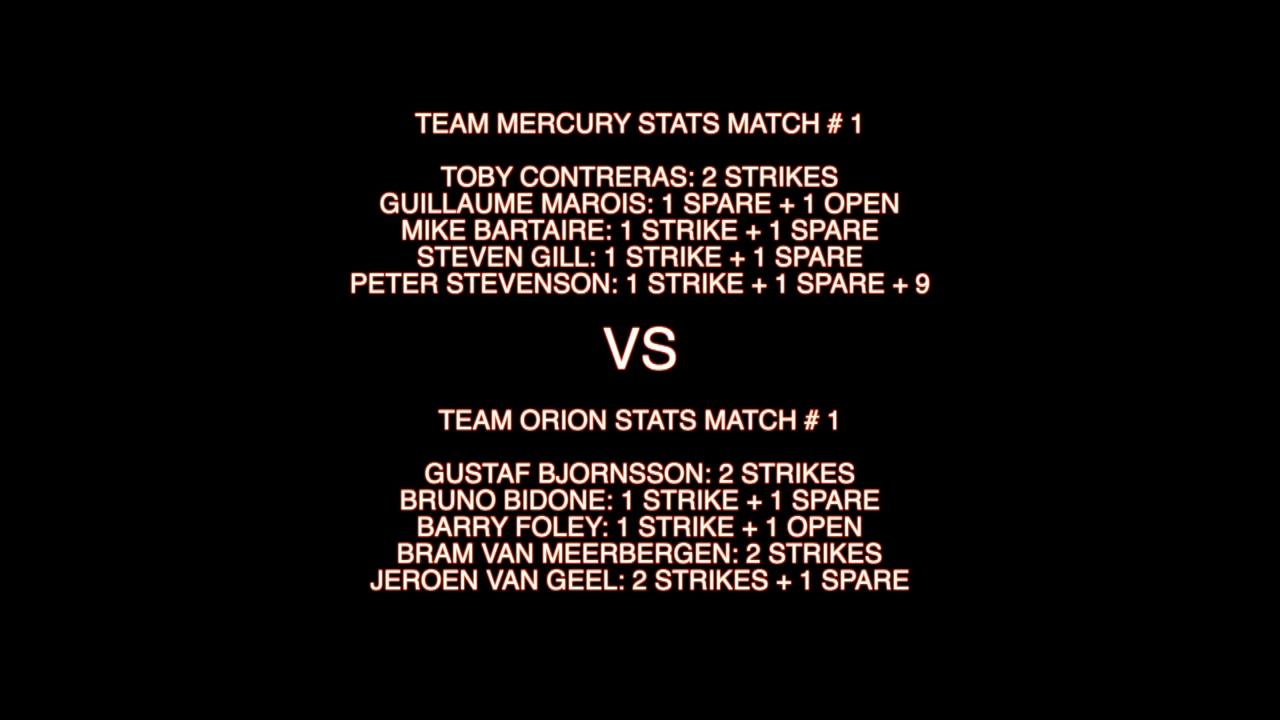 TEAM MERCURY STATS MATCH # 1
TOBY CONTRERAS: 2 STRIKES
GUILLAUME MAROIS: 1 SPARE + 1 OPEN
MIKE BARTAIRE: 1 STRIKE + 1 SPARE
STEVEN GILL: 1 STRIKE + 1 SPARE
PETER STEVENSON: 1 STRIKE + 1 SPARE + 9
VS
TEAM ORION STATS MATCH # 1
GUSTAF BJORNSSON: 2 STRIKES
BRUNO BIDONE: 1 STRIKE + 1 SPARE
BARRY FOLEY: 1 STRIKE + 1 OPEN
BRAM VAN MEERBERGEN: 2 STRIKES
JEROEN VAN GEEL: 2 STRIKES + 1 SPARE